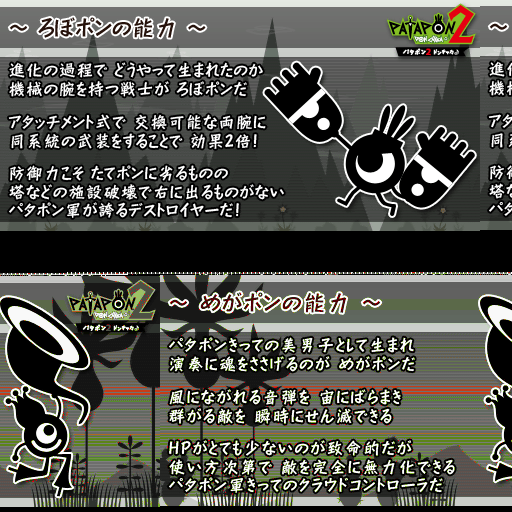 ～ ろぼポンの能力 ～
PATAPON 2
パタポン2 ドンチャカ♪
進化の過程で どうやって生まれたのか
機械の腕を持つ戦士が ろぼポンだ
アタッチメント式で 交換可能な両腕に
同系統の武装をすることで 効果2倍!
防御力こそ たてポンに劣るものの
塔などの施設破壊で右に出るものがない
パタポン軍が誇るデストロイヤーだ!
～
進
機械
アタ
同系
防御
塔な
パタ
PATAPON 2
パタポン2 ドンチャカ♪
～ めがポンの能力 ～
パタポンきっての美男子として生まれ
演奏に魂をささげるのが めがポンだ
風にながれる音弾を 宙にばらまき
群がる敵を 瞬時にせん滅できる
HPがとても少ないのが致命的だが
使い方次第で 敵を完全に無力化できる
パタポン軍きってのクラウドコントローラだ